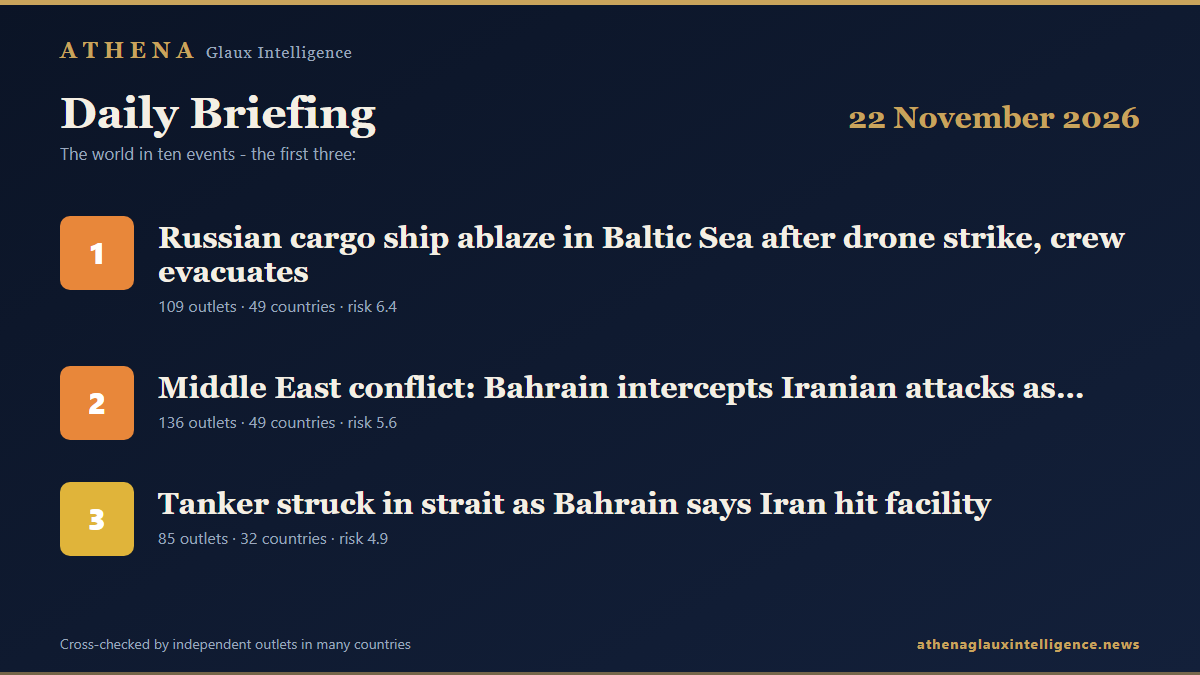 ATHENA Glaux Intelligence
Daily Briefing
22 November 2026
The world in ten events - the first three:
1
Russian cargo ship ablaze in Baltic Sea after drone strike, crew
evacuates
109 outlets · 49 countries · risk 6.4
2
Middle East conflict: Bahrain intercepts Iranian attacks as...
136 outlets · 49 countries · risk 5.6
3
Tanker struck in strait as Bahrain says Iran hit facility
85 outlets · 32 countries · risk 4.9
Cross-checked by independent outlets in many countries
athenaglauxintelligence.news